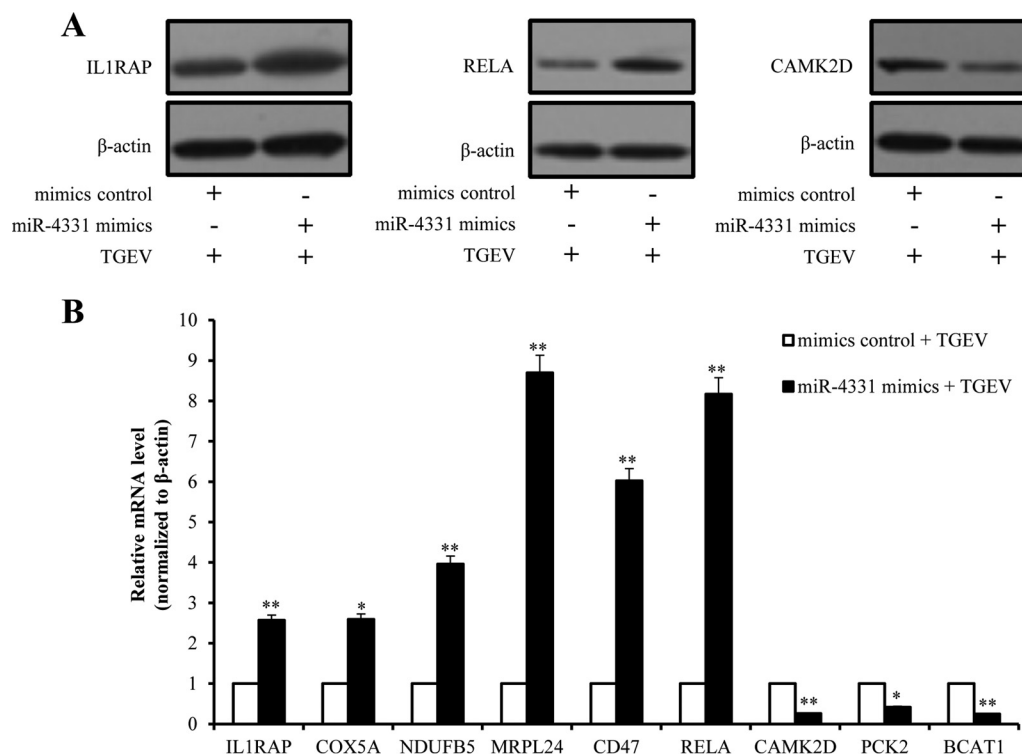 A
IL1RAP
RELA
CAMK2D
β-actin
β-actin
β-actin
mimics control + -
mimics control + -
mimics control + -
miR-4331 mimics - +
miR-4331 mimics - +
miR-4331 mimics - +
TGEV + +
TGEV + +
TGEV + +
B
Relative mRNA level
(normalized to β-actin)
10
9
8
7
6
5
4
3
2
1
0
mimics control + TGEV
miR-4331 mimics + TGEV
**
*
**
**
**
**
**
*
**
IL1RAP COX5A NDUFB5 MRPL24 CD47 RELA CAMK2D PCK2 BCAT1